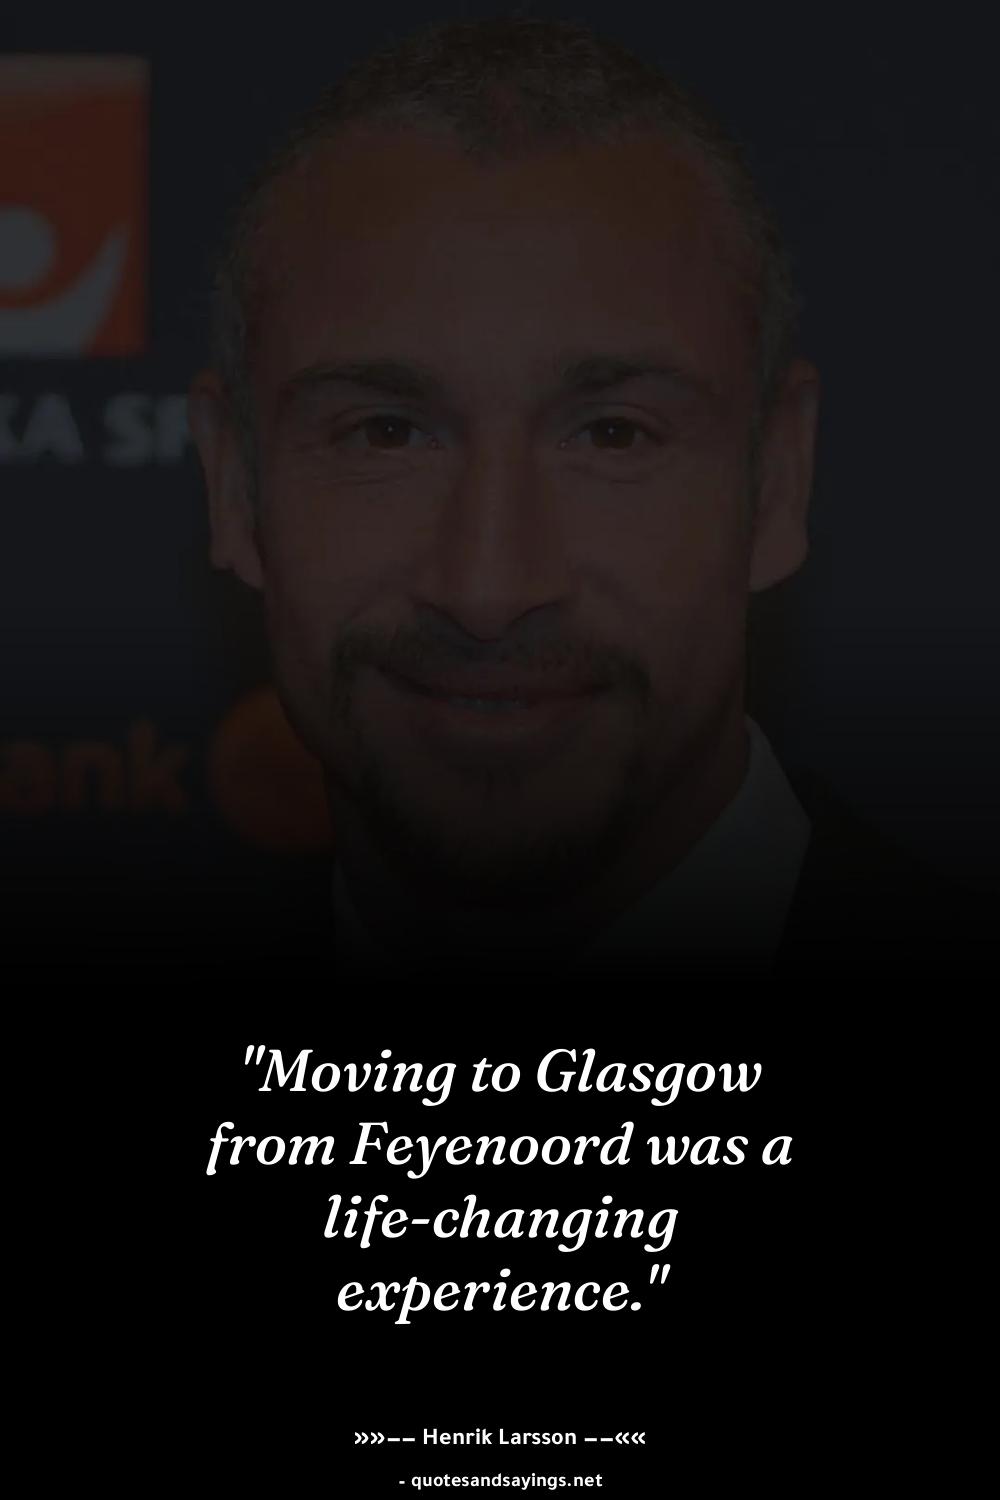 KA SP
ank
"Moving to Glasgow
from Feyenoord was a
life-changing
experience."
»»−− Henrik Larsson −−««
- quotesandsayings.net